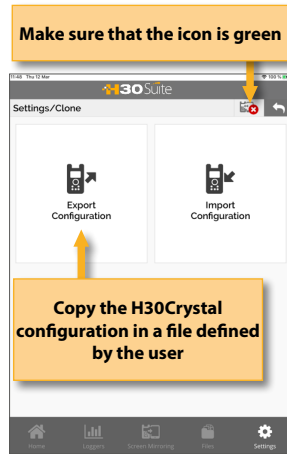 Make sure that the icon is green
11:48 Thu 12 Mar
100 %
H30Suite
Settings/Clone
Export
Configuration
Import
Configuration
Copy the H30Crystal
configuration in a file defined
by the user
Home
Loggers
Screen Mirroring
Files
Settings